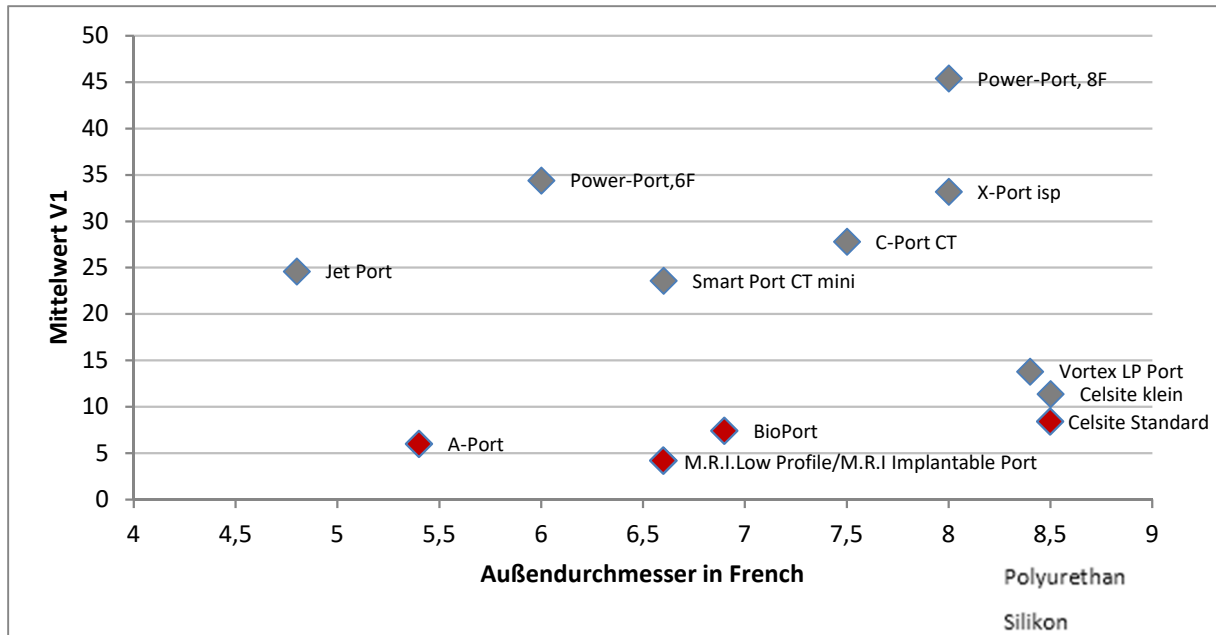 50
45
40
35
30
25
20
15
10
5
0
Mittelwert V1
Power-Port, 8F
Power-Port,6F
X-Port isp
C-Port CT
Jet Port
Smart Port CT mini
Vortex LP Port
Celsite klein
Celsite Standard
BioPort
A-Port
M.R.I.Low Profile/M.R.I Implantable Port
4 4,5 5 5,5 6 6,5 7 7,5 8 8,5 9
Außendurchmesser in French
Polyurethan
Silikon